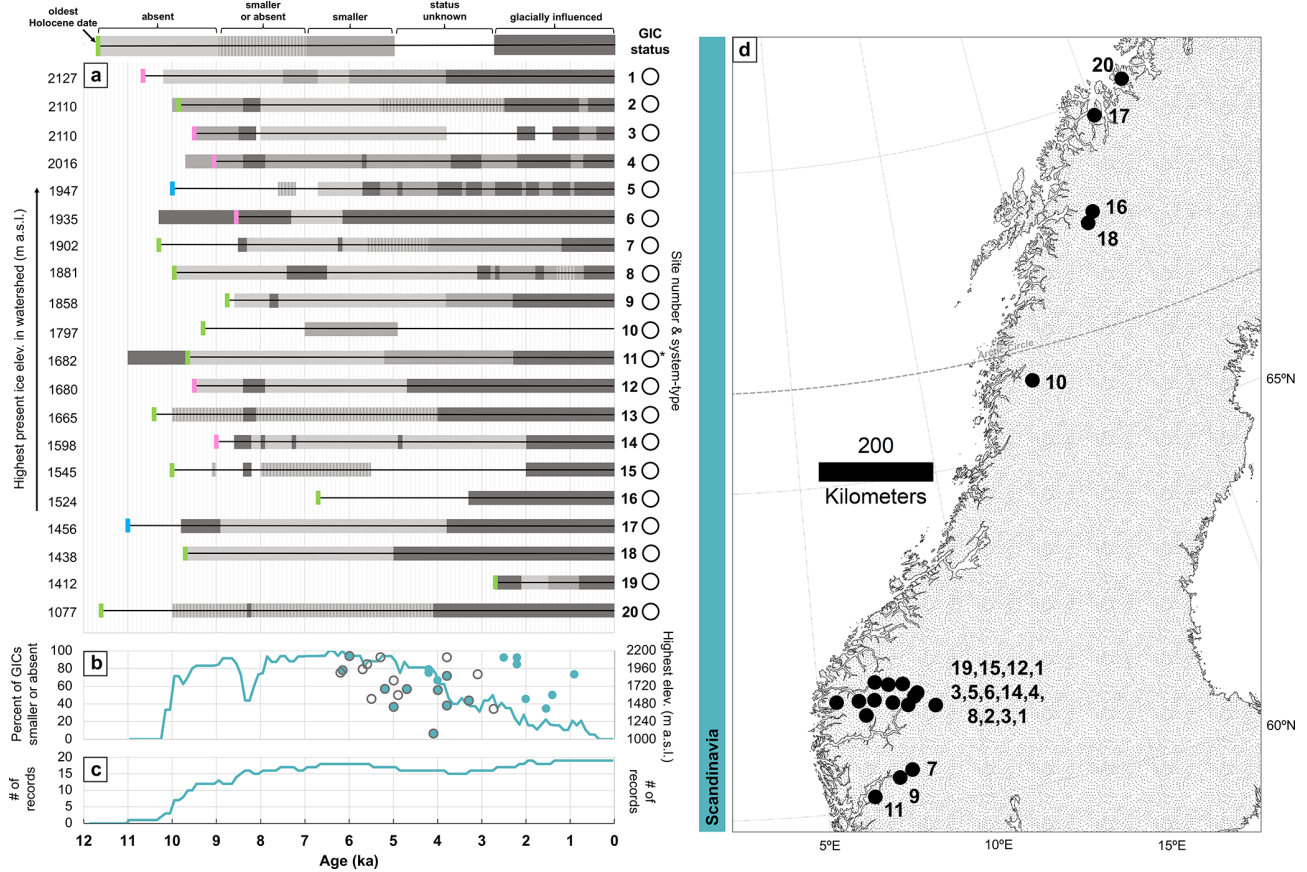 oldest
Holocene date
absent
smaller
or absent
smaller
status
unknown
glacially influenced
GIC
status
a
2127
1
2110
2
2110
3
2016
4
1947
5
1935
6
1902
7
1881
8
1858
9
1797
10
1682
11*
1680
12
1665
13
1598
14
1545
15
1524
16
1456
17
1438
18
1412
19
1077
20
Highest present ice elev. in watershed (m a.s.l.)
Site number & system-type
b
Percent of GICs
smaller or absent
100
80
60
40
20
0
2200
1960
1720
1480
1240
1000
Highest elev. (m a.s.l.)
c
# of
records
20
15
10
5
0
# of
records
12 11 10 9 8 7 6 5 4 3 2 1 0
Age (ka)
Scandinavia
d
20
17
16
18
Arctic Circle
10
65°N
200
Kilometers
19,15,12,1
3,5,6,14,4,
8,2,3,1
60°N
7
9
11
5°E
10°E
15°E